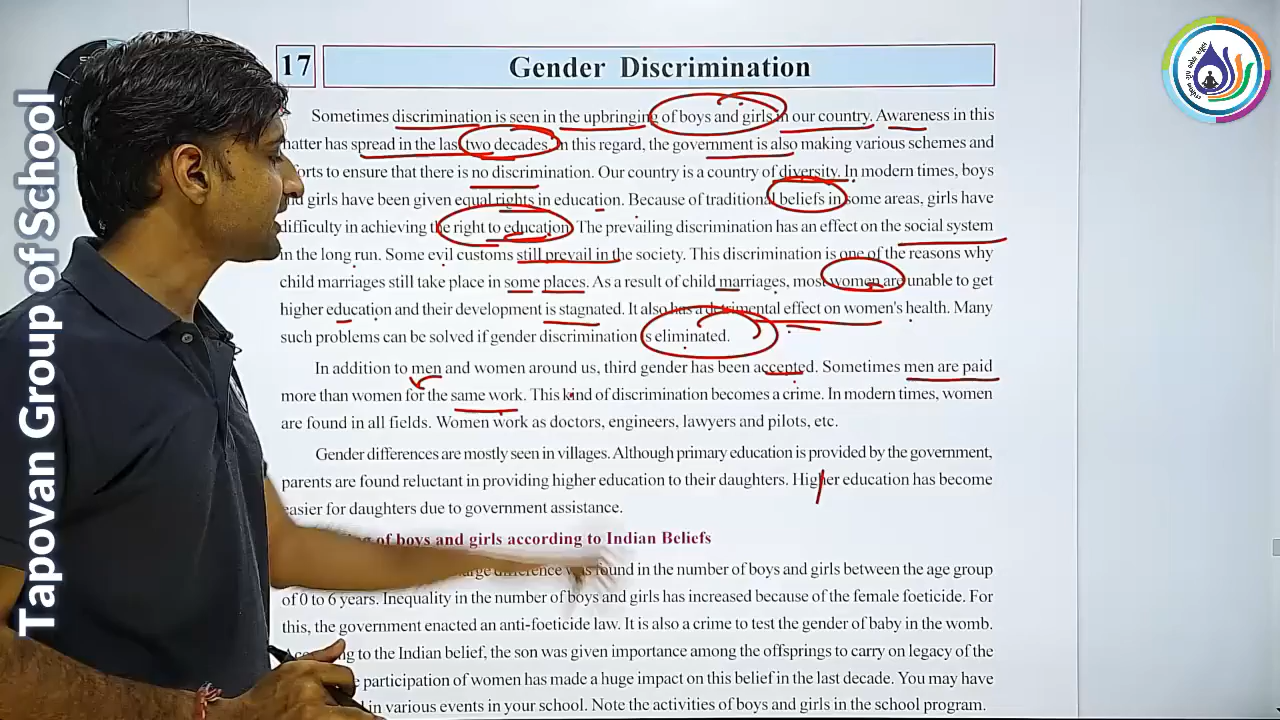 17
Gender Discrimination
Sometimes discrimination is seen in the upbringing of boys and girls in our country. Awareness in this
matter has spread in the last two decades. In this regard, the government is also making various schemes and
efforts to ensure that there is no discrimination. Our country is a country of diversity. In modern times, boys
and girls have been given equal rights in education. Because of traditional beliefs in some areas, girls have
difficulty in achieving the right to education. The prevailing discrimination has an effect on the social system
in the long run. Some evil customs still prevail in the society. This discrimination is one of the reasons why
child marriages still take place in some places. As a result of child marriages, most women are unable to get
higher education and their development is stagnated. It also has a detrimental effect on women's health. Many
such problems can be solved if gender discrimination is eliminated.
In addition to men and women around us, third gender has been accepted. Sometimes men are paid
more than women for the same work. This kind of discrimination becomes a crime. In modern times, women
are found in all fields. Women work as doctors, engineers, lawyers and pilots, etc.
Gender differences are mostly seen in villages. Although primary education is provided by the government,
parents are found reluctant in providing higher education to their daughters. Higher education has become
easier for daughters due to government assistance.
of boys and girls according to Indian Beliefs
large difference was found in the number of boys and girls between the age group
of 0 to 6 years. Inequality in the number of boys and girls has increased because of the female foeticide. For
this, the government enacted an anti-foeticide law. It is also a crime to test the gender of baby in the womb.
According to the Indian belief, the son was given importance among the offsprings to carry on legacy of the
participation of women has made a huge impact on this belief in the last decade. You may have
in various events in your school. Note the activities of boys and girls in the school program.
Tapovan Group of School